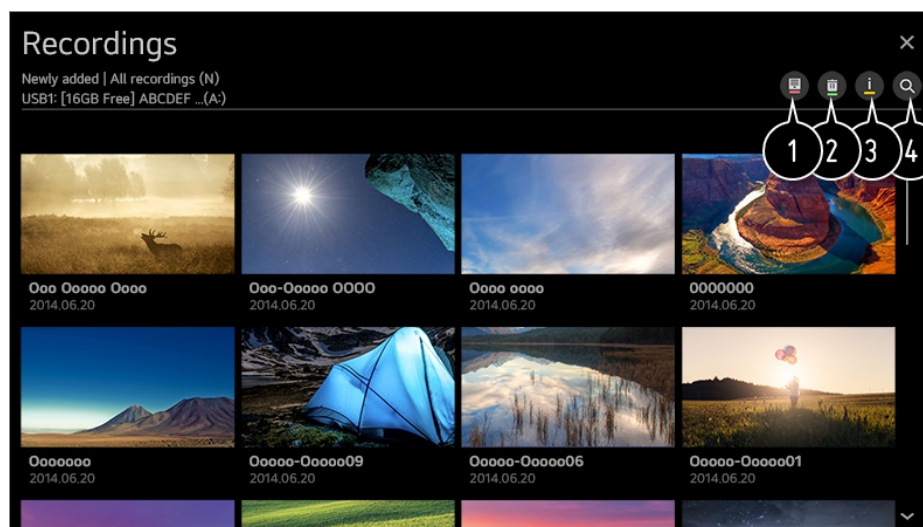 Recordings
Newly added | All recordings (N)
USB1: [16GB Free] ABCDEF ...(A:)
i
1 2 3 4
Ooo Ooooo Oooo
2014.06.20
Ooo-Ooooo OOOO
2014.06.20
Oooo oooo
2014.06.20
OOOOOOO
2014.06.20
Ooooooo
2014.06.20
Ooooo-Ooooo09
2014.06.20
Ooooo-Ooooo06
2014.06.20
Ooooo-Ooooo01
2014.06.20